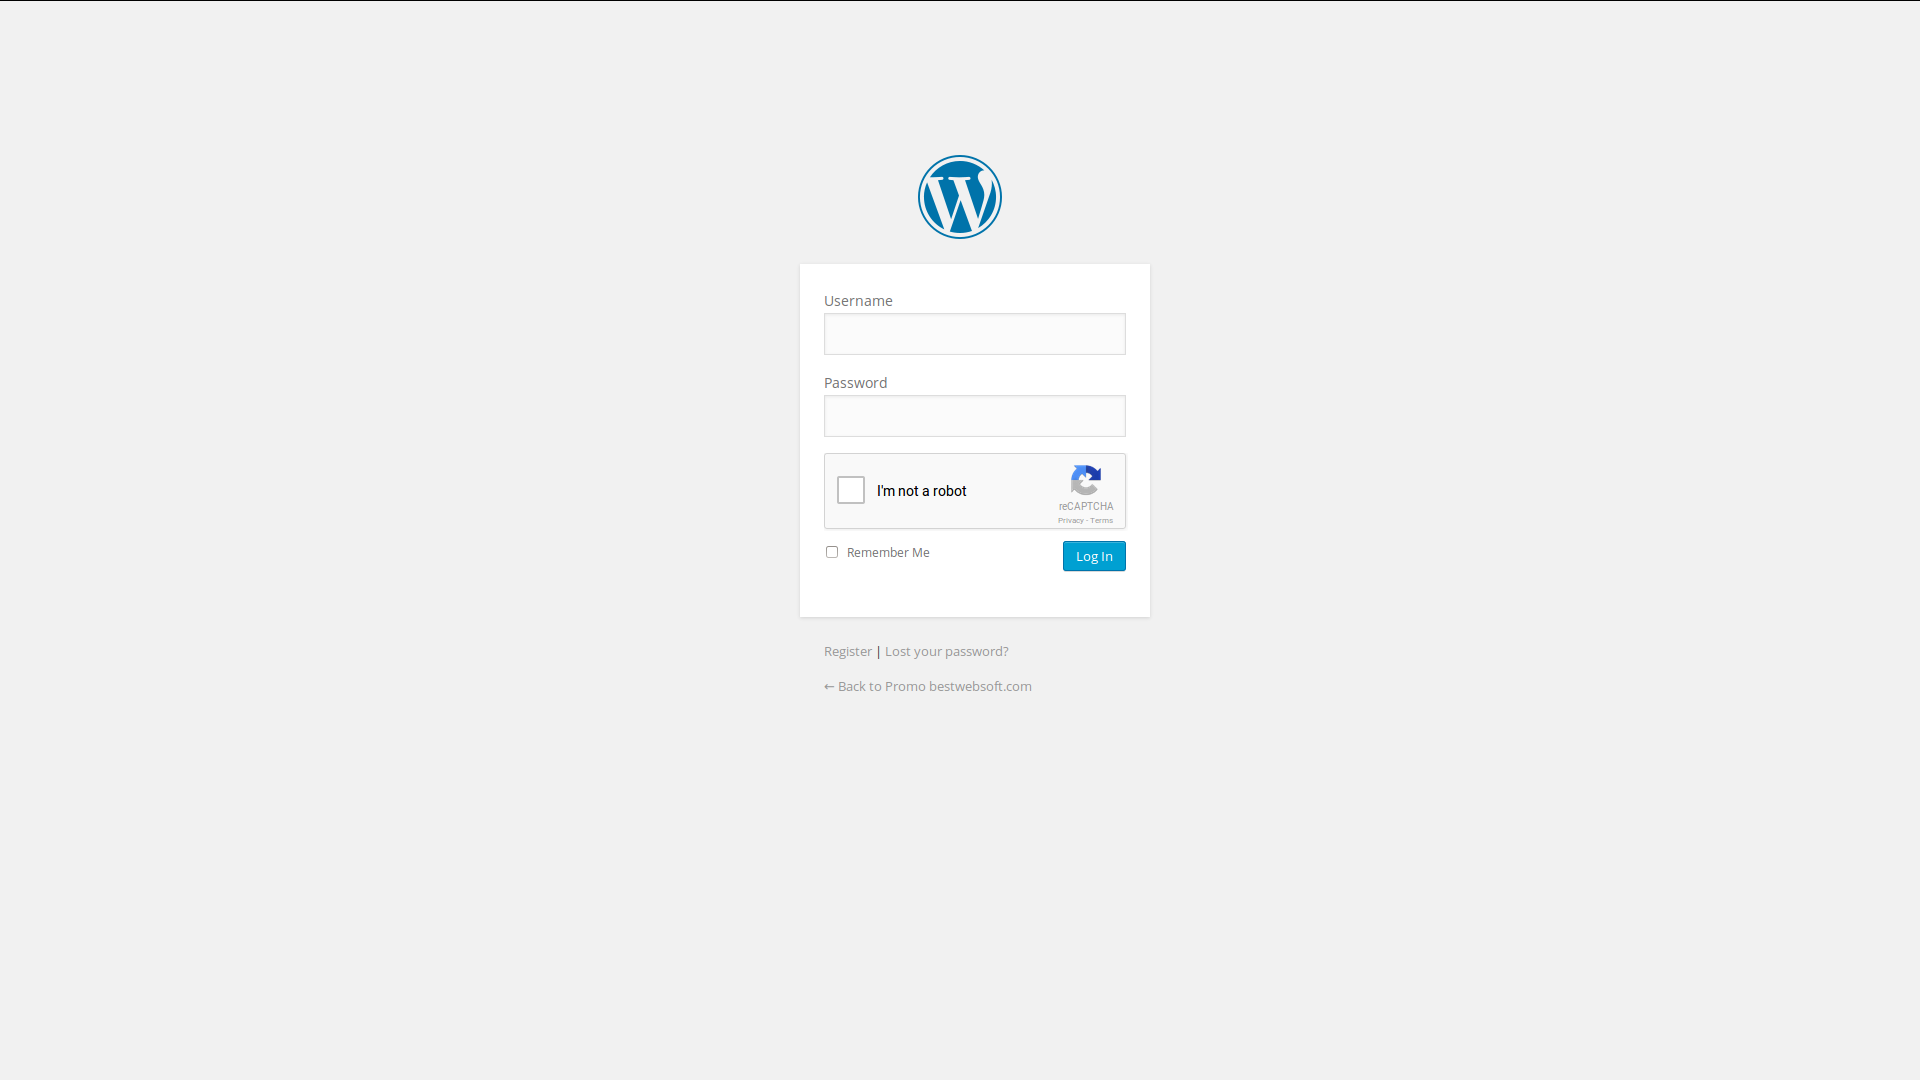 Username
Password
I'm not a robot
reCAPTCHA
Privacy - Terms
Remember Me
Log In
Register | Lost your password?
← Back to Promo bestwebsoft.com